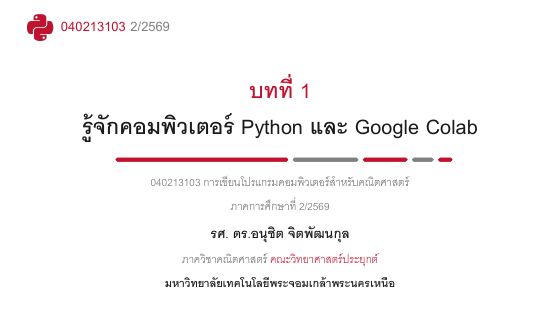 040213103 2/2569
บทที่ 1
รู้จักคอมพิวเตอร์ Python และ Google Colab
040213103 การเขียนโปรแกรมคอมพิวเตอร์สำหรับคณิตศาสตร์
ภาคการศึกษาที่ 2/2569
รศ. ดร.อนุชิต จิตพัฒนกุล
ภาควิชาคณิตศาสตร์ คณะวิทยาศาสตร์ประยุกต์
มหาวิทยาลัยเทคโนโลยีพระจอมเกล้าพระนครเหนือ